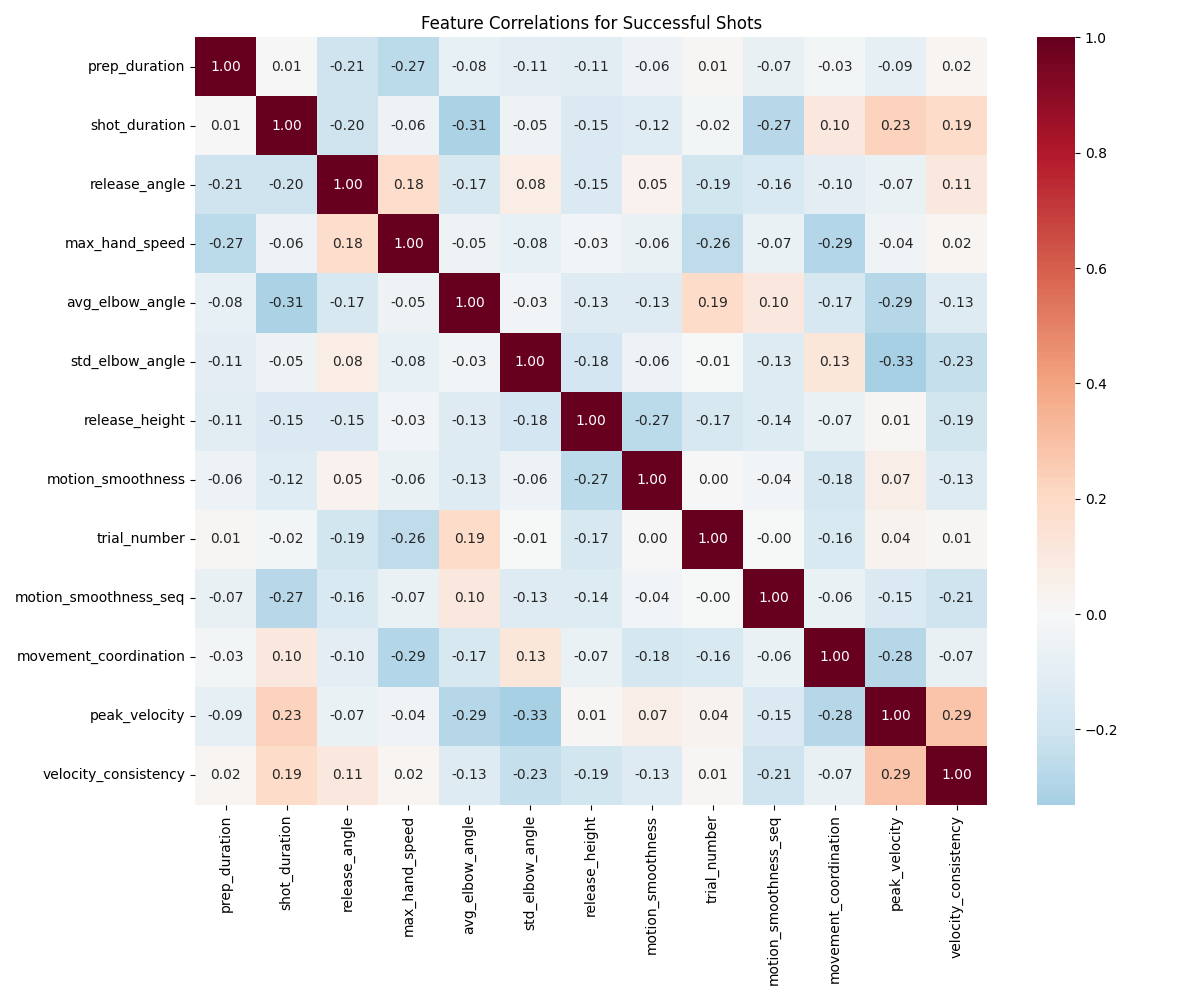 Feature Correlations for Successful Shots
prep_duration 1.00 0.01 -0.21 -0.27 -0.08 -0.11 -0.11 -0.06 0.01 -0.07 -0.03 -0.09 0.02
shot_duration 0.01 1.00 -0.20 -0.06 -0.31 -0.05 -0.15 -0.12 -0.02 -0.27 0.10 0.23 0.19
release_angle -0.21 -0.20 1.00 0.18 -0.17 0.08 -0.15 0.05 -0.19 -0.16 -0.10 -0.07 0.11
max_hand_speed -0.27 -0.06 0.18 1.00 -0.05 -0.08 -0.03 -0.06 -0.26 -0.07 -0.29 -0.04 0.02
avg_elbow_angle -0.08 -0.31 -0.17 -0.05 1.00 -0.03 -0.13 -0.13 0.19 0.10 -0.17 -0.29 -0.13
std_elbow_angle -0.11 -0.05 0.08 -0.08 -0.03 1.00 -0.18 -0.06 -0.01 -0.13 0.13 -0.33 -0.23
release_height -0.11 -0.15 -0.15 -0.03 -0.13 -0.18 1.00 -0.27 -0.17 -0.14 -0.07 0.01 -0.19
motion_smoothness -0.06 -0.12 0.05 -0.06 -0.13 -0.06 -0.27 1.00 0.00 -0.04 -0.18 0.07 -0.13
trial_number 0.01 -0.02 -0.19 -0.26 0.19 -0.01 -0.17 0.00 1.00 -0.00 -0.16 0.04 0.01
motion_smoothness_seq -0.07 -0.27 -0.16 -0.07 0.10 -0.13 -0.14 -0.04 -0.00 1.00 -0.06 -0.15 -0.21
movement_coordination -0.03 0.10 -0.10 -0.29 -0.17 0.13 -0.07 -0.18 -0.16 -0.06 1.00 -0.28 -0.07
peak_velocity -0.09 0.23 -0.07 -0.04 -0.29 -0.33 0.01 0.07 0.04 -0.15 -0.28 1.00 0.29
velocity_consistency 0.02 0.19 0.11 0.02 -0.13 -0.23 -0.19 -0.13 0.01 -0.21 -0.07 0.29 1.00
prep_duration
shot_duration
release_angle
max_hand_speed
avg_elbow_angle
std_elbow_angle
release_height
motion_smoothness
trial_number
motion_smoothness_seq
movement_coordination
peak_velocity
velocity_consistency
1.0
0.8
0.6
0.4
0.2
0.0
−0.2